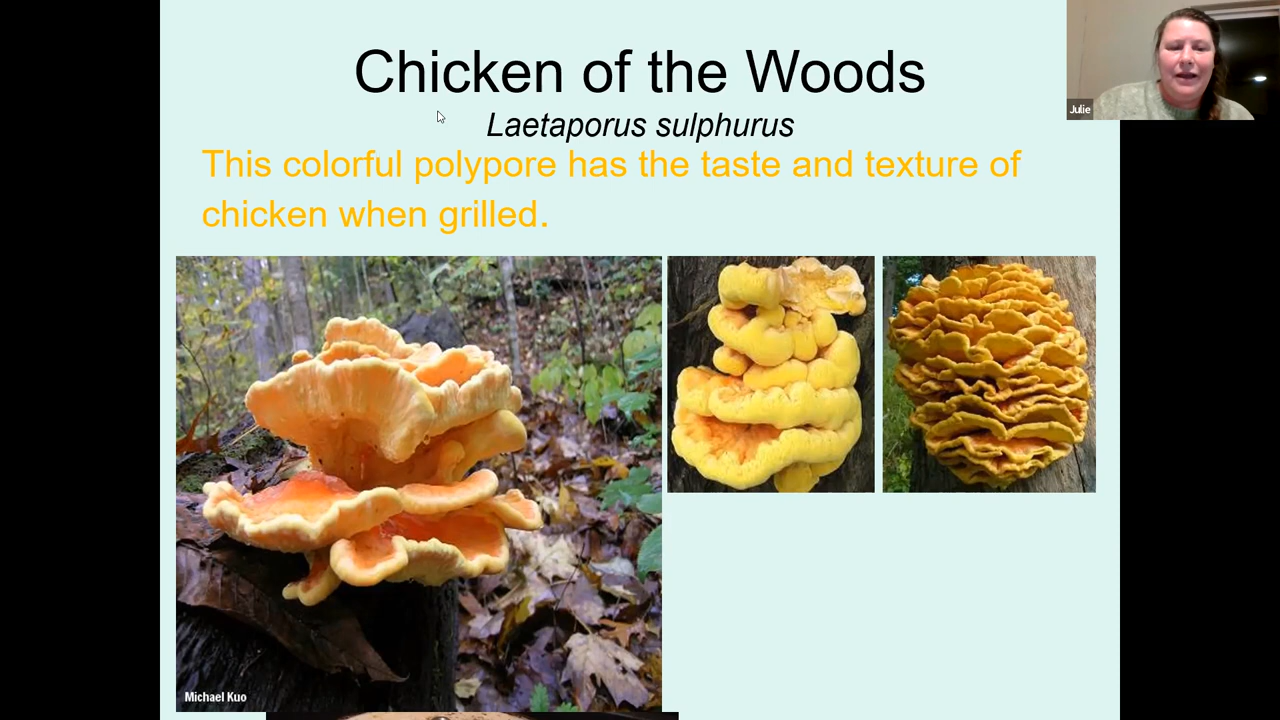 Chicken of the Woods
Julie
Laetaporus sulphurus
This colorful polypore has the taste and texture of
chicken when grilled.
Michael Kuo